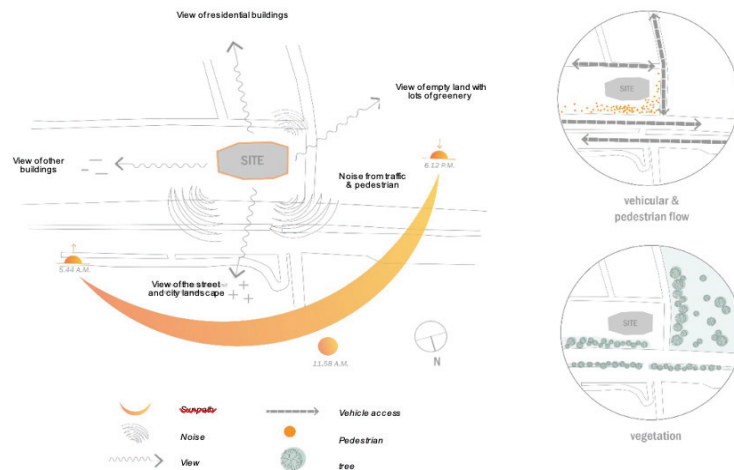 View of residential buildings
View of empty land with
lots of greenery
SITE
View of other
buildings
SITE
6.12 P.M.
Noise from traffic
& pedestrian
vehicular &
pedestrian flow
5.44 A.M.
View of the street
and city landscape
SITE
11.58 A.M.
N
Sunpath
Vehicle access
Noise
Pedestrian
View
tree
vegetation